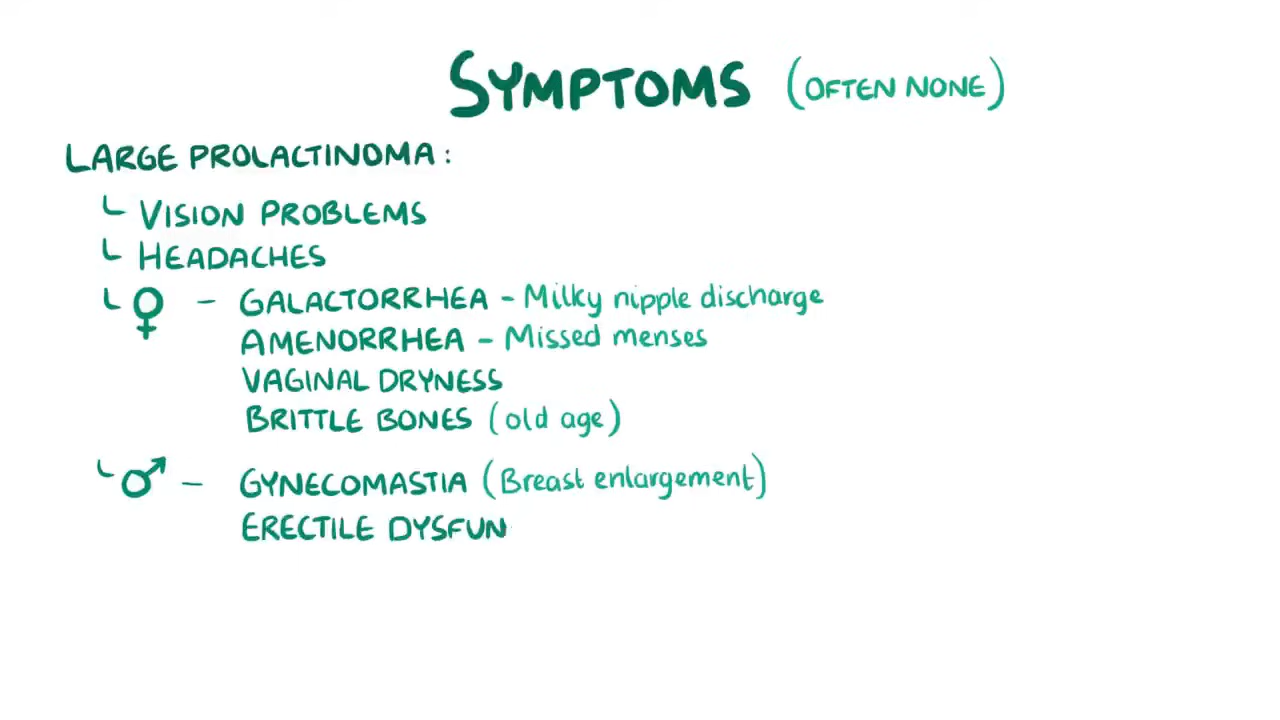 SYMPTOMS (OFTEN NONE)
LARGE PROLACTINOMA:
VISION PROBLEMS
HEADACHES
♀ - GALACTORRHEA - Milky nipple discharge
AMENORRHEA - Missed menses
VAGINAL DRYNESS
BRITTLE BONES (old age)
♂ - GYNECOMASTIA (Breast enlargement)
ERECTILE DYSFUN